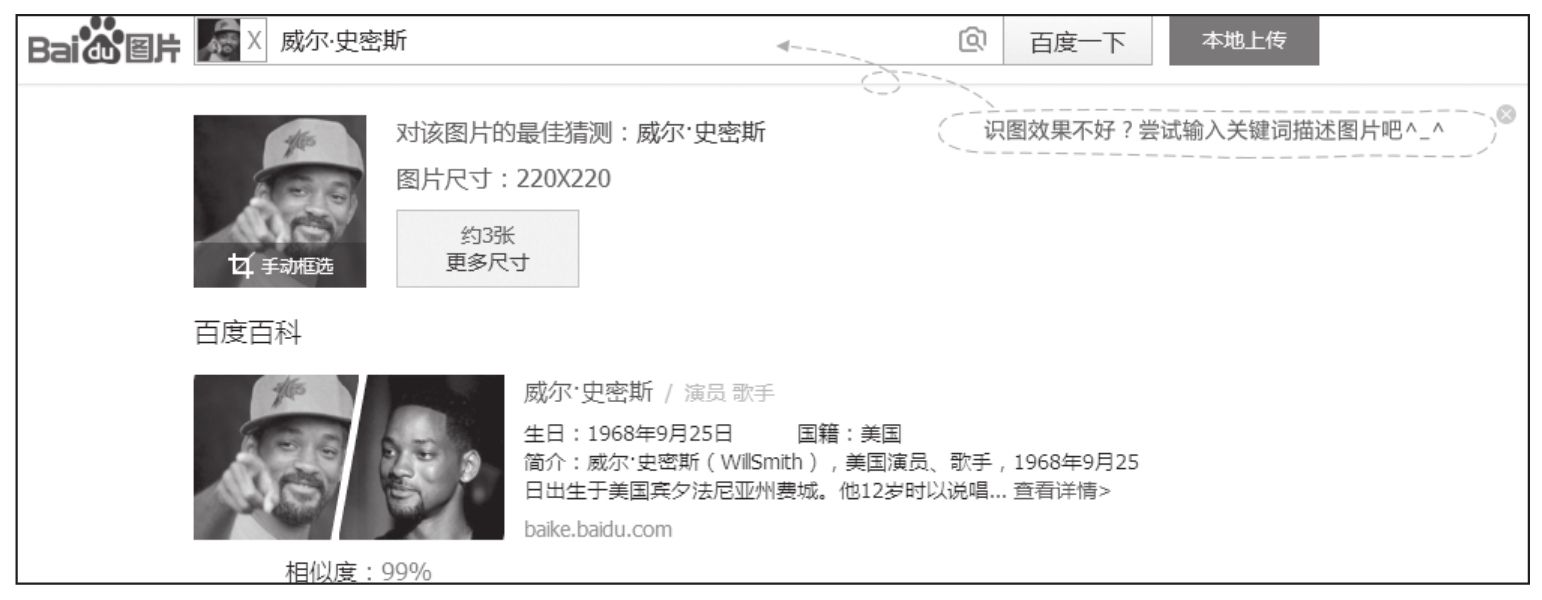 Bai du 图片 X 威尔·史密斯 百度一下 本地上传
识图效果不好？尝试输入关键词描述图片吧^_^
对该图片的最佳猜测：威尔·史密斯
图片尺寸：220X220
约3张
更多尺寸
手动框选
百度百科
威尔·史密斯 / 演员 歌手
生日：1968年9月25日 国籍：美国
简介：威尔·史密斯（WillSmith），美国演员、歌手，1968年9月25
日出生于美国宾夕法尼亚州费城。他12岁时以说唱... 查看详情>
baike.baidu.com
相似度：99%